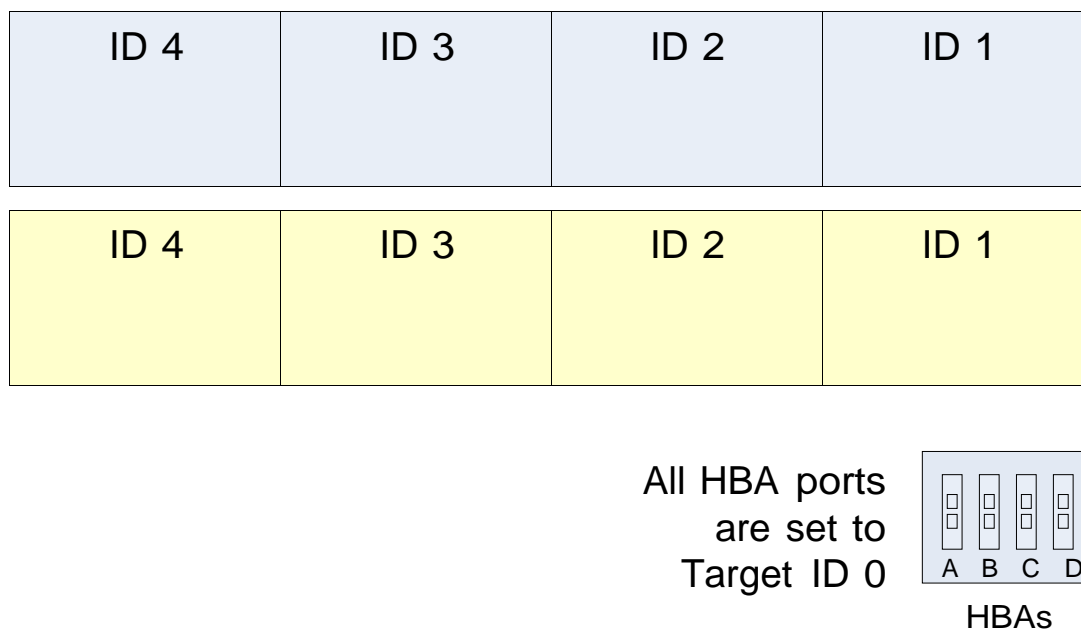 ID 4 ID 3 ID 2 ID 1
ID 4 ID 3 ID 2 ID 1
All HBA ports
are set to
Target ID 0
A B C D
HBAs